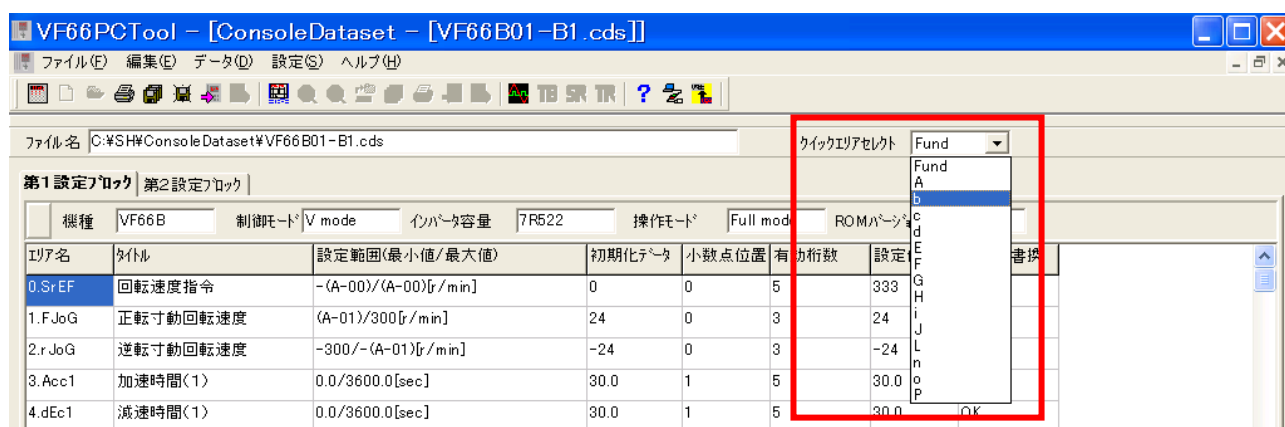 VF66PCTool - [ConsoleDataset - [VF66B01-B1.cds]]
ファイル(F) 編集(E) データ(D) 設定(S) ヘルプ(H)
TB SR TR ?
ファイル名 C:¥SH¥ConsoleDataset¥VF66B01-B1.cds クイックエリアセレクト Fund
Fund
A
b
c
d
E
F
G
H
i
J
L
n
o
P
第1設定ブロック 第2設定ブロック
機種 VF66B 制御モード V mode インバータ容量 7R522 操作モード Full mode ROMバージョ
エリア名 タイトル 設定範囲(最小値/最大値) 初期化データ 小数点位置 有効桁数 設定 書換
0.SrEF 回転速度指令 -(A-00)/(A-00)[r/min] 0 0 5 333
1.FJoG 正転寸動回転速度 (A-01)/300[r/min] 24 0 3 24
2.rJoG 逆転寸動回転速度 -300/-(A-01)[r/min] -24 0 3 -24
3.Acc1 加速時間(1) 0.0/3600.0[sec] 30.0 1 5 30.0
4.dEc1 減速時間(1) 0.0/3600.0[sec] 30.0 1 5 30.0 OK